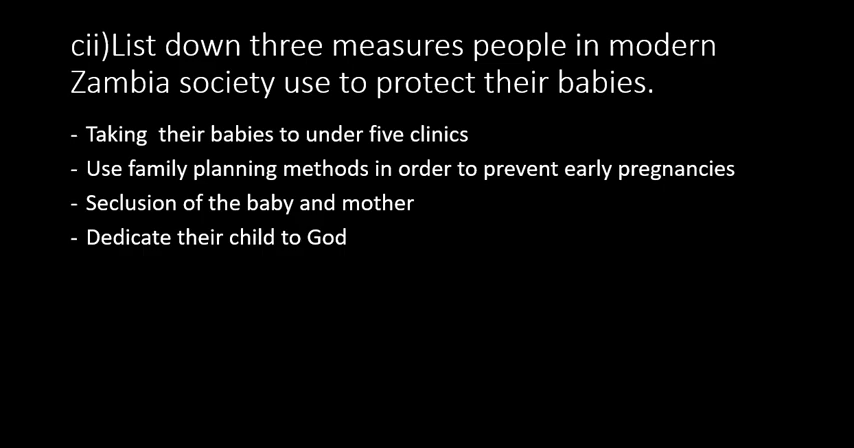 cii)List down three measures people in modern
Zambia society use to protect their babies.
- Taking  their babies to under five clinics
- Use family planning methods in order to prevent early pregnancies
- Seclusion of the baby and mother
- Dedicate their child to God